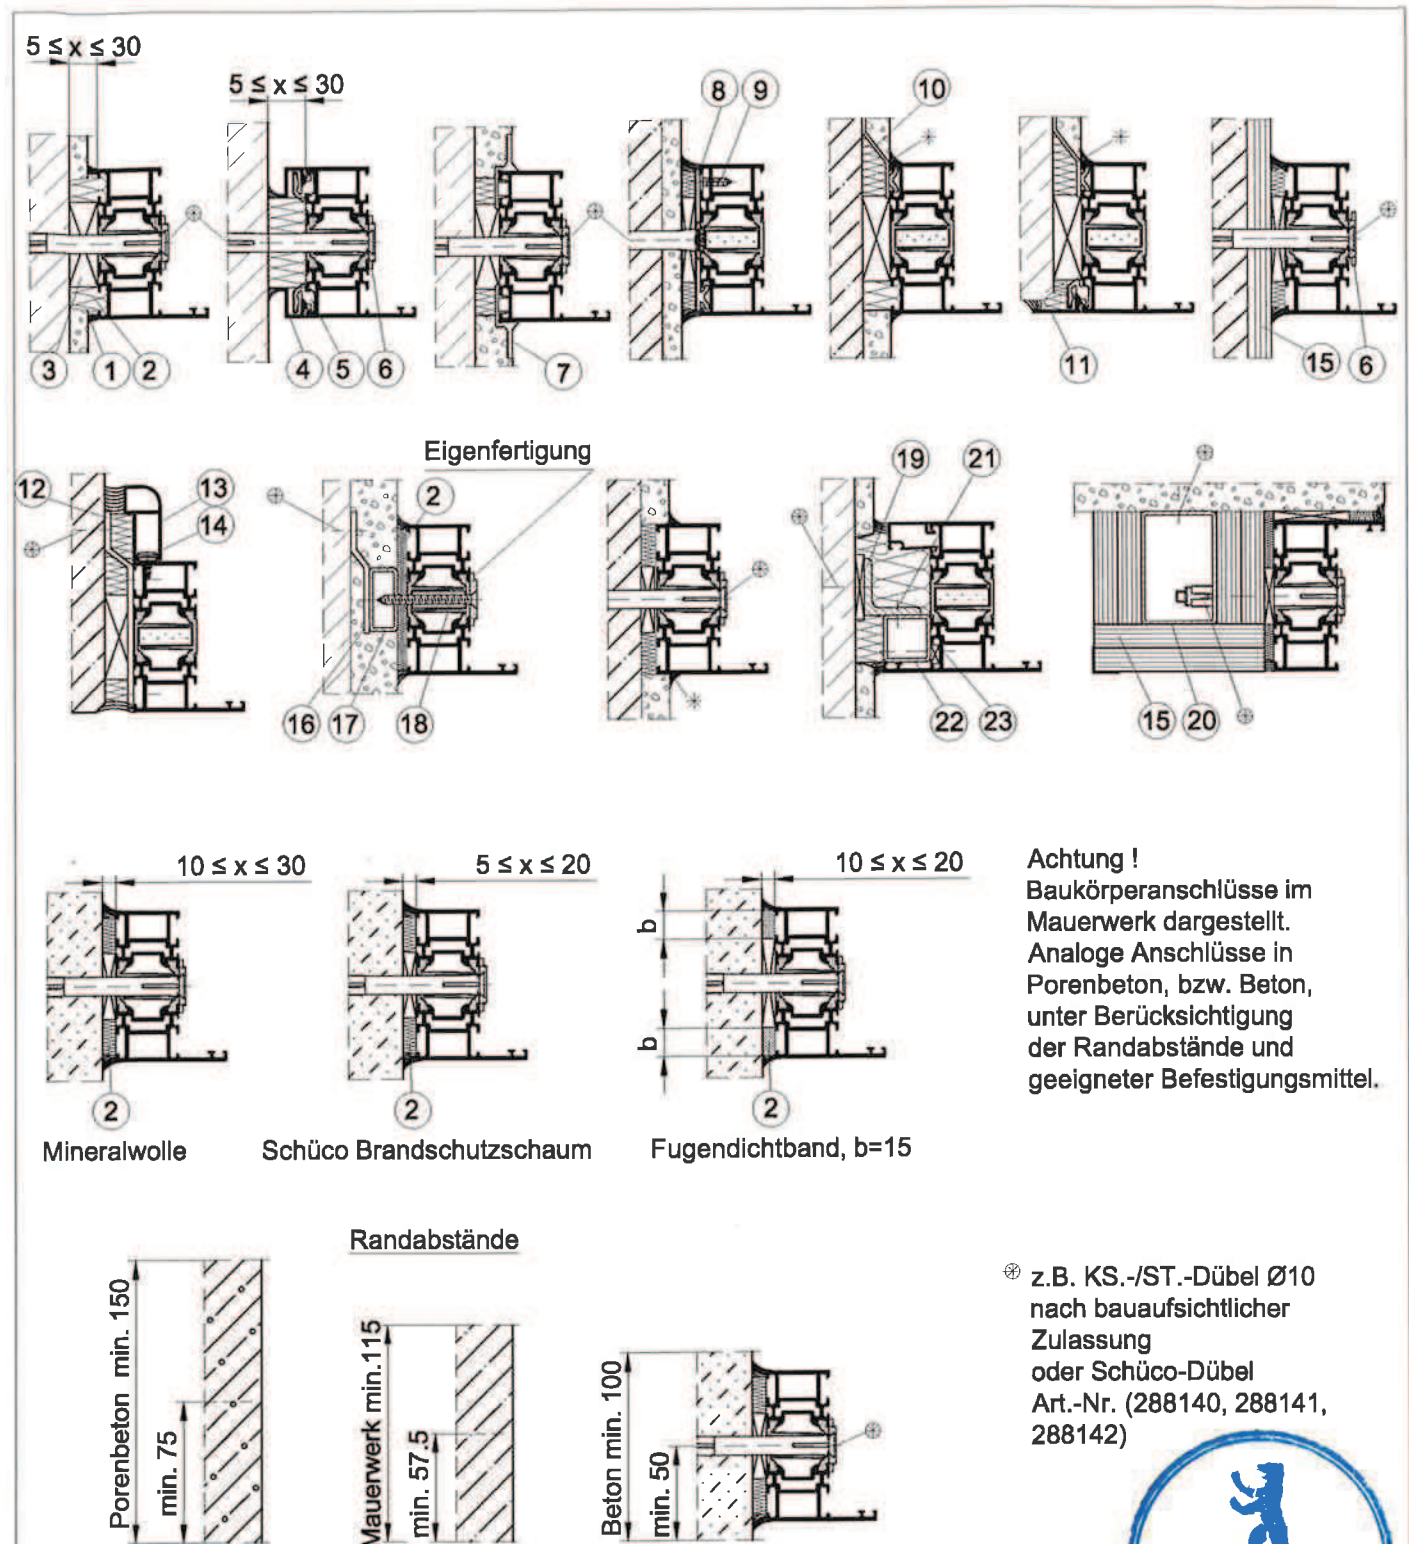 5 ≤ x ≤ 30
5 ≤ x ≤ 30
8 9
10
3 1 2
4 5 6
7
11
15 6
Eigenfertigung
12
13
14
2
19
21
16 17 18
22 23
15 20
10 ≤ x ≤ 30
5 ≤ x ≤ 20
10 ≤ x ≤ 20
b
b
2
2
2
Mineralwolle
Schüco Brandschutzschaum
Fugendichtband, b=15
Achtung !
Baukörperanschlüsse im
Mauerwerk dargestellt.
Analoge Anschlüsse in
Porenbeton, bzw. Beton,
unter Berücksichtigung
der Randabstände und
geeigneter Befestigungsmittel.
Randabstände
Porenbeton min. 150
min. 75
Mauerwerk min.115
min. 57.5
Beton min. 100
min. 50
z.B. KS.-/ST.-Dübel Ø10
nach bauaufsichtlicher
Zulassung
oder Schüco-Dübel
Art.-Nr. (288140, 288141,
288142)